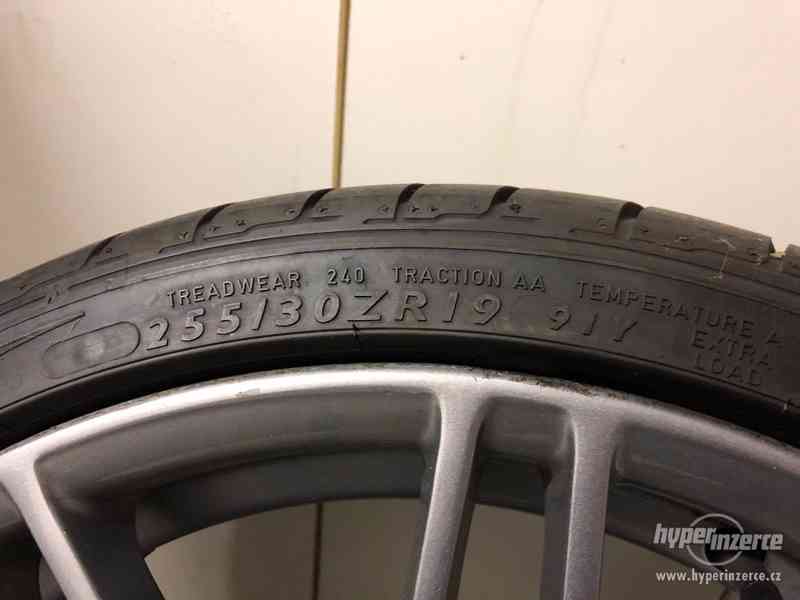 TREADWEAR 240 TRACTION AA TEMPERATURE A
255/30ZR19 91Y EXTRA
LOAD
hyperinzerce
www.hyperinzerce.cz